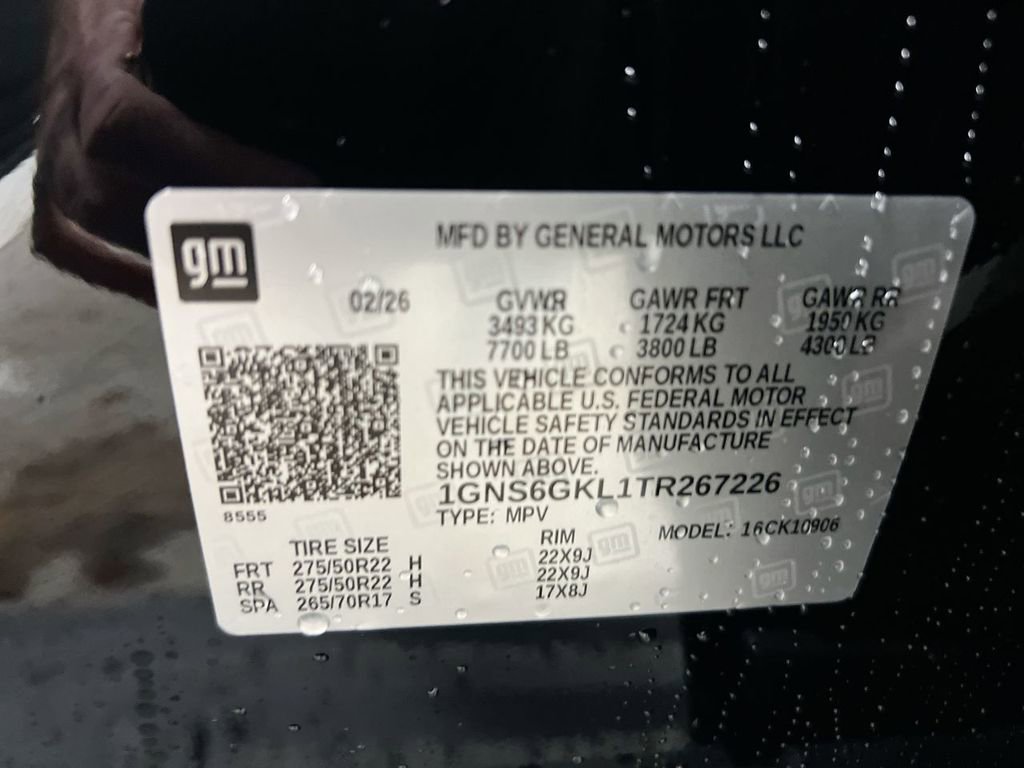 gm
MFD BY GENERAL MOTORS LLC
02/26 GVWR GAWR FRT GAWR RR
3493 KG 1724 KG 1950 KG
7700 LB 3800 LB 4300 LB
THIS VEHICLE CONFORMS TO ALL
APPLICABLE U.S. FEDERAL MOTOR
VEHICLE SAFETY STANDARDS IN EFFECT
ON THE DATE OF MANUFACTURE
SHOWN ABOVE.
1GNS6GKL1TR267226
8555
TYPE: MPV MODEL: 16CK10906
TIRE SIZE RIM
FRT 275/50R22 H 22X9J
RR 275/50R22 H 22X9J
SPA 265/70R17 S 17X8J